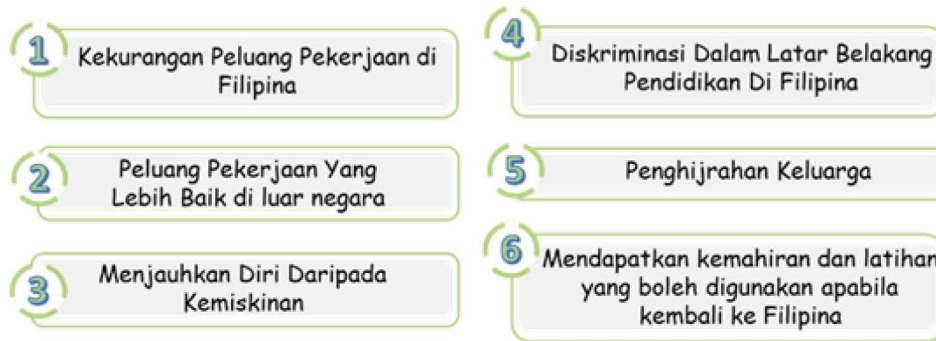 1
Kekurangan Peluang Pekerjaan di
Filipina
2
Peluang Pekerjaan Yang
Lebih Baik di luar negara
3
Menjauhkan Diri Daripada
Kemiskinan
4
Diskriminasi Dalam Latar Belakang
Pendidikan Di Filipina
5
Penghijrahan Keluarga
6
Mendapatkan kemahiran dan latihan
yang boleh digunakan apabila
kembali ke Filipina